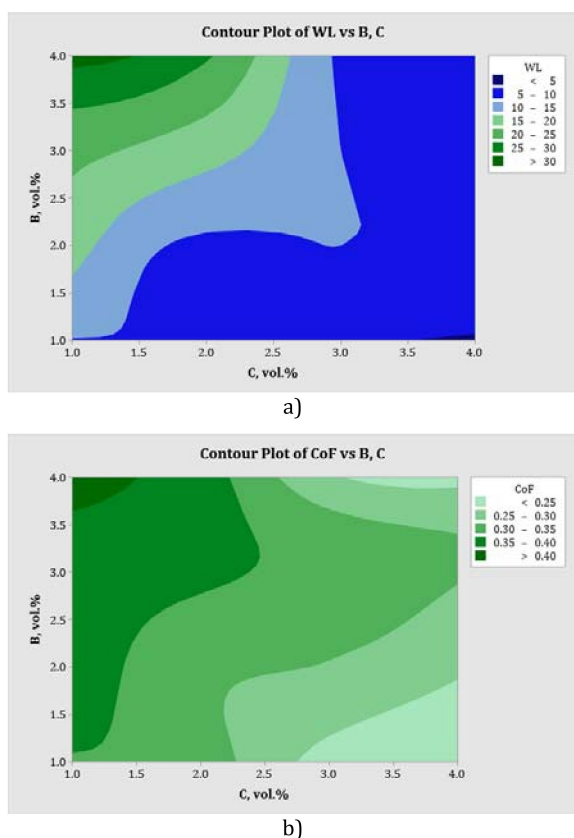 Contour Plot of WL vs B, C
WL
< 5
5 – 10
10 – 15
15 – 20
20 – 25
25 – 30
> 30
4.0
3.5
3.0
2.5
2.0
1.5
1.0
B, vol.%
1.0 1.5 2.0 2.5 3.0 3.5 4.0
C, vol.%
a)
Contour Plot of CoF vs B, C
CoF
< 0.25
0.25 – 0.30
0.30 – 0.35
0.35 – 0.40
> 0.40
4.0
3.5
3.0
2.5
2.0
1.5
1.0
B, vol.%
1.0 1.5 2.0 2.5 3.0 3.5 4.0
C, vol.%
b)